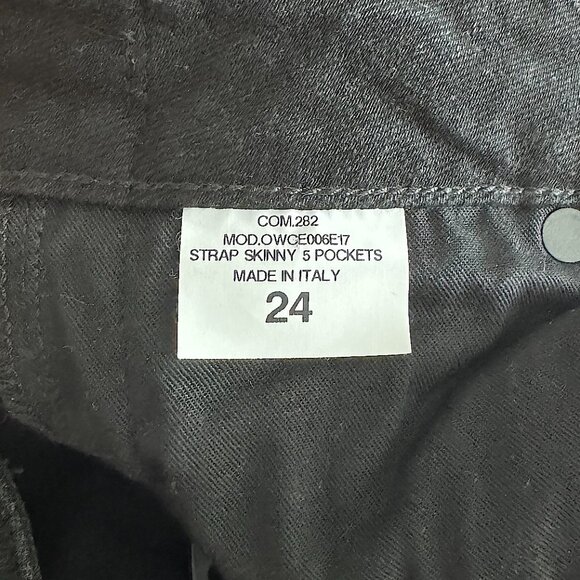 COM.282
MOD.OWCE006E17
STRAP SKINNY 5 POCKETS
MADE IN ITALY
24